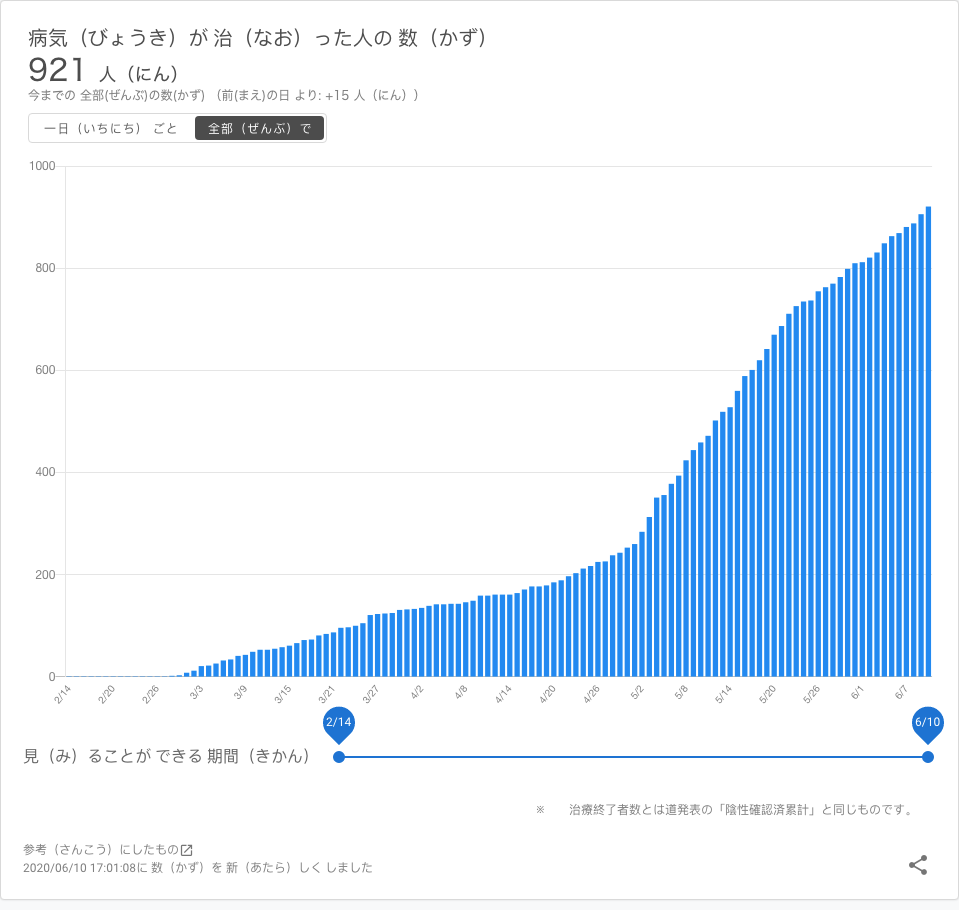 病気（びょうき）が 治（なお）った人の 数（かず）
921 人（にん）
今までの 全部(ぜんぶ)の数(かず) （前(まえ)の日 より: +15 人（にん））
一日（いちにち） ごと 全部（ぜんぶ）で
1000
800
600
400
200
0
2/14 2/20 2/26 3/3 3/9 3/15 3/21 3/27 4/2 4/8 4/14 4/20 4/26 5/2 5/8 5/14 5/20 5/26 6/1 6/7
2/14 6/10
見（み）ることが できる 期間（きかん）
※ 治療終了者数とは道発表の「陰性確認済累計」と同じものです。
参考（さんこう）にしたもの
2020/06/10 17:01:08に 数（かず）を 新（あたら）しく しました